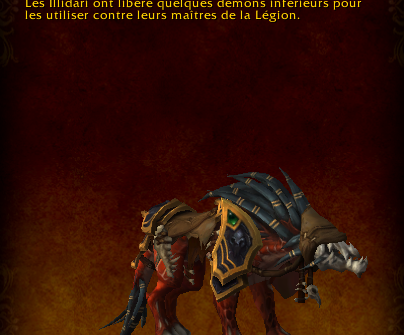 Les Illidari ont libéré quelques démons inférieurs pour
les utiliser contre leurs maîtres de la Légion.